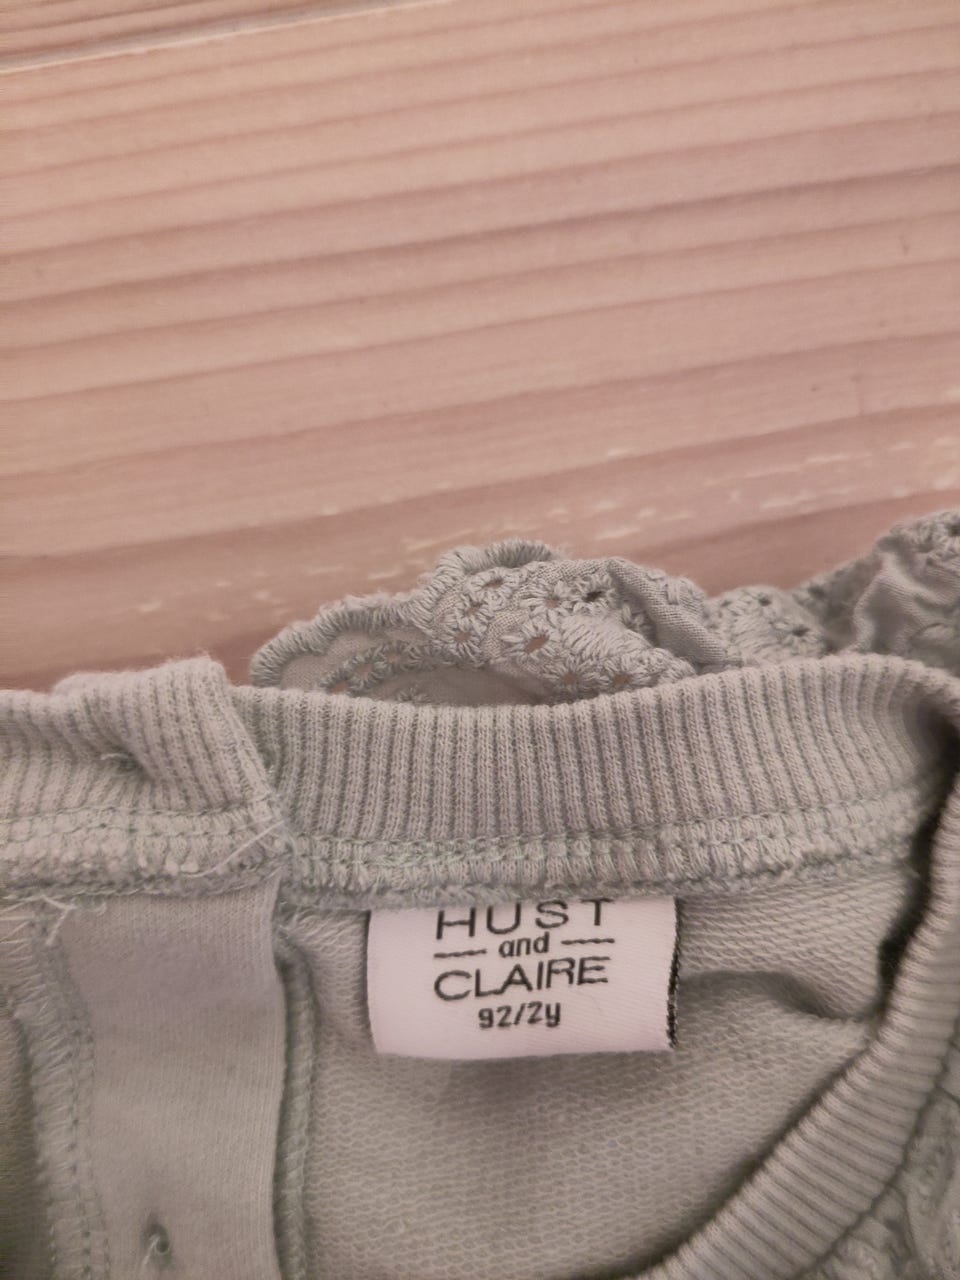 HUST
and
CLAIRE
92/2y